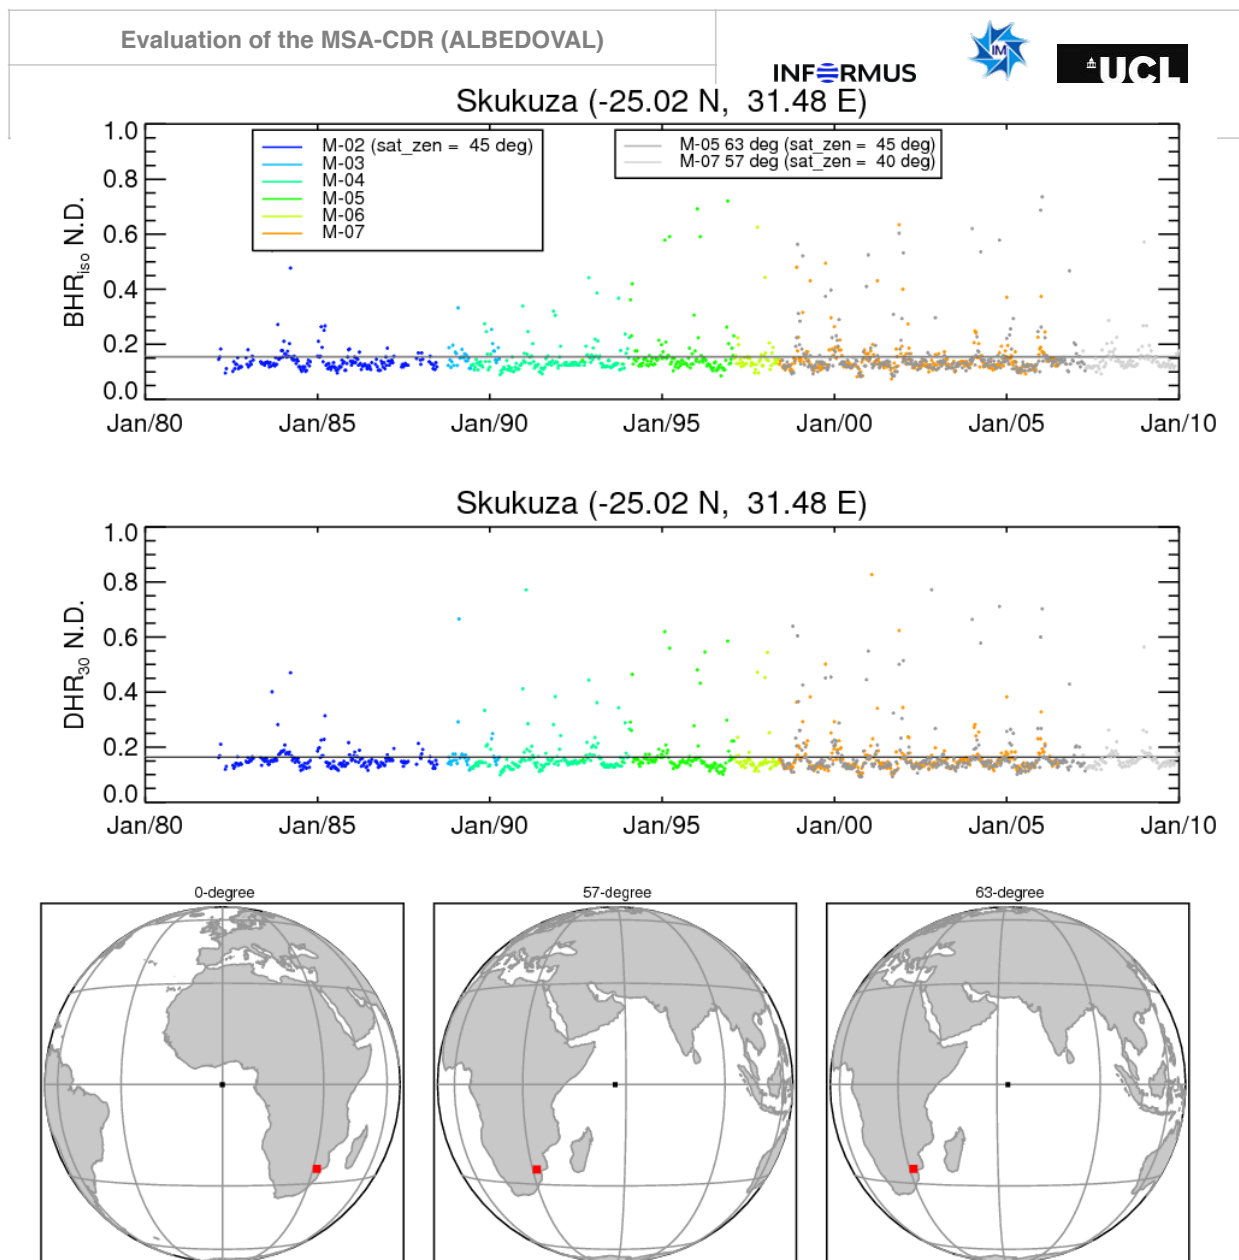 Evaluation of the MSA-CDR (ALBEDOVAL)
INFORMUS
IM
UCL
Skukuza (-25.02 N, 31.48 E)
BHRiso N.D.
1.0
0.8
0.6
0.4
0.2
0.0
M-02 (sat_zen = 45 deg)
M-03
M-04
M-05
M-06
M-07
M-05 63 deg (sat_zen = 45 deg)
M-07 57 deg (sat_zen = 40 deg)
Jan/80 Jan/85 Jan/90 Jan/95 Jan/00 Jan/05 Jan/10
Skukuza (-25.02 N, 31.48 E)
DHR30 N.D.
1.0
0.8
0.6
0.4
0.2
0.0
Jan/80 Jan/85 Jan/90 Jan/95 Jan/00 Jan/05 Jan/10
0-degree 57-degree 63-degree